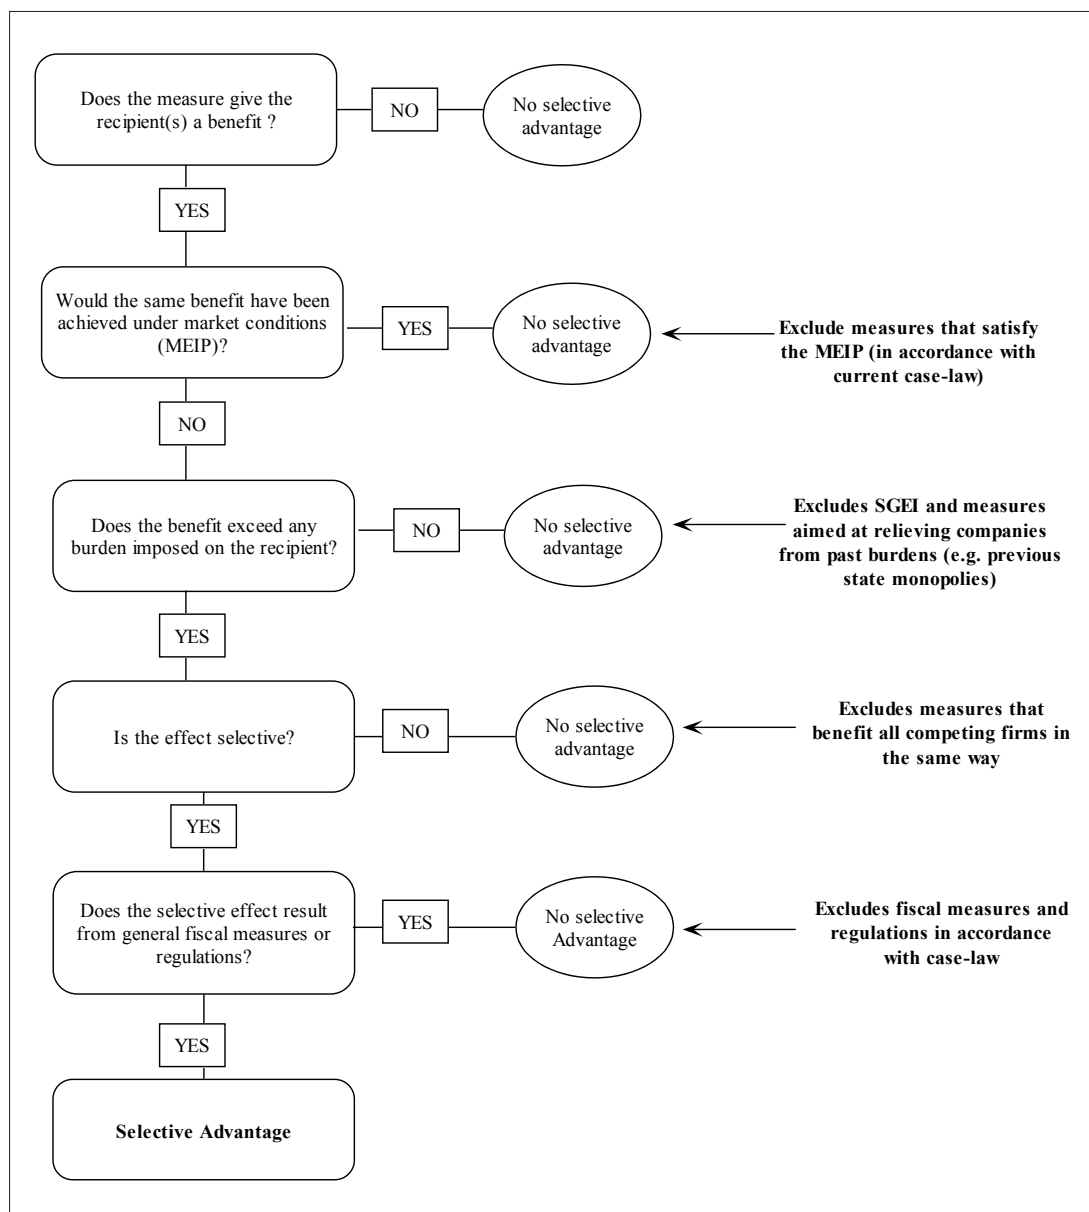 Does the measure give the
recipient(s) a benefit ?
NO
No selective
advantage
YES
Would the same benefit have been
achieved under market conditions
(MEIP)?
YES
No selective
advantage
Exclude measures that satisfy
the MEIP (in accordance with
current case-law)
NO
Does the benefit exceed any
burden imposed on the recipient?
NO
No selective
advantage
Excludes SGEI and measures
aimed at relieving companies
from past burdens (e.g. previous
state monopolies)
YES
Is the effect selective?
NO
No selective
advantage
Excludes measures that
benefit all competing firms in
the same way
YES
Does the selective effect result
from general fiscal measures or
regulations?
YES
No selective
Advantage
Excludes fiscal measures and
regulations in accordance
with case-law
YES
Selective Advantage